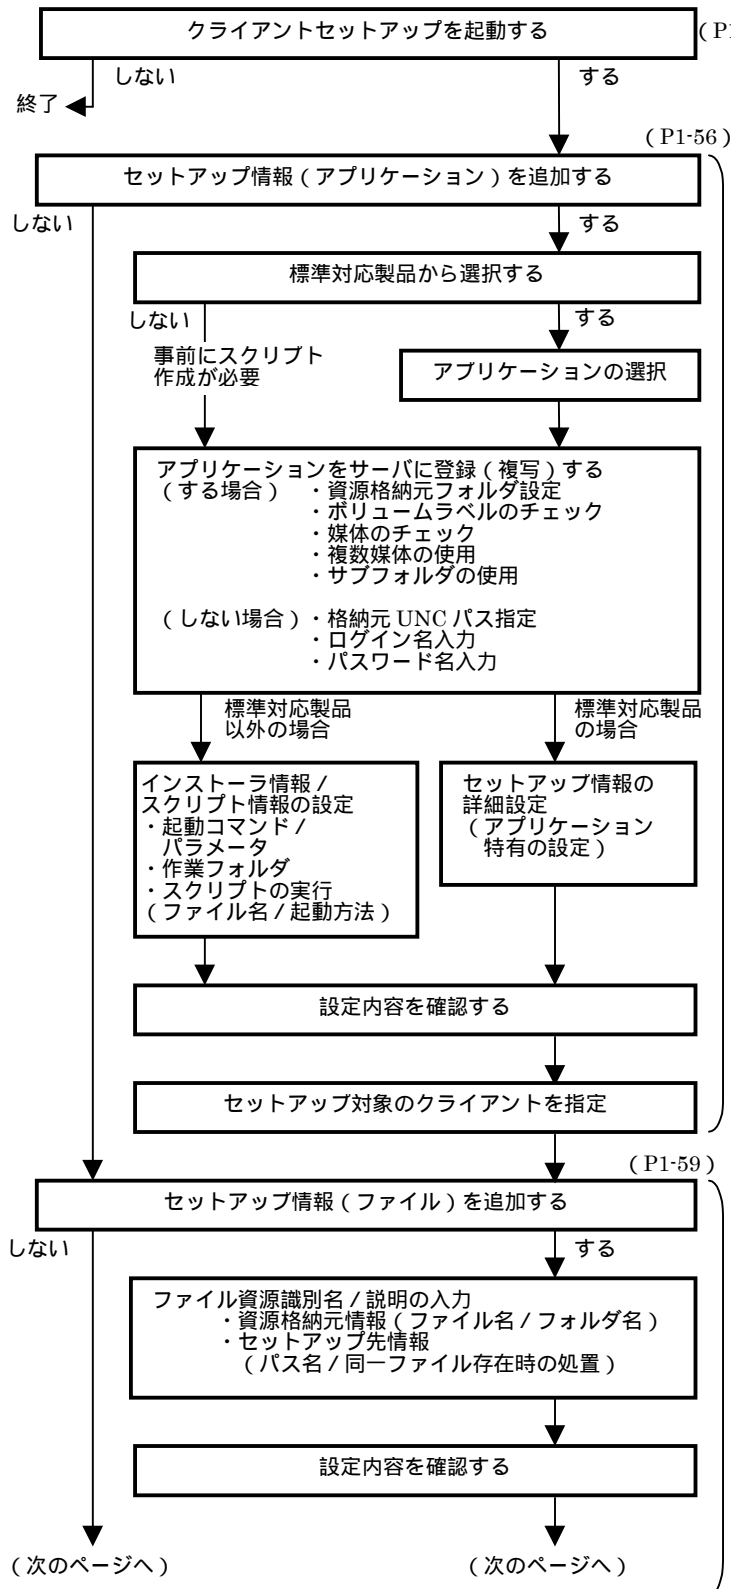 クライアントセットアップを起動する
(P1
しない
する
終了
(P1-56)
セットアップ情報(アプリケーション)を追加する
しない
する
標準対応製品から選択する
しない
する
事前にスクリプト
作成が必要
アプリケーションの選択
アプリケーションをサーバに登録(複写)する
(する場合) ・資源格納元フォルダ設定
・ボリュームラベルのチェック
・媒体のチェック
・複数媒体の使用
・サブフォルダの使用
(しない場合)・格納元 UNC パス指定
・ログイン名入力
・パスワード名入力
標準対応製品
以外の場合
標準対応製品
の場合
インストーラ情報/
スクリプト情報の設定
・起動コマンド/
パラメータ
・作業フォルダ
・スクリプトの実行
(ファイル名/起動方法)
セットアップ情報の
詳細設定
(アプリケーション
特有の設定)
設定内容を確認する
セットアップ対象のクライアントを指定
(P1-59)
セットアップ情報(ファイル)を追加する
しない
する
ファイル資源識別名/説明の入力
・資源格納元情報(ファイル名/フォルダ名)
・セットアップ先情報
(パス名/同一ファイル存在時の処置)
設定内容を確認する
(次のページへ)
(次のページへ)